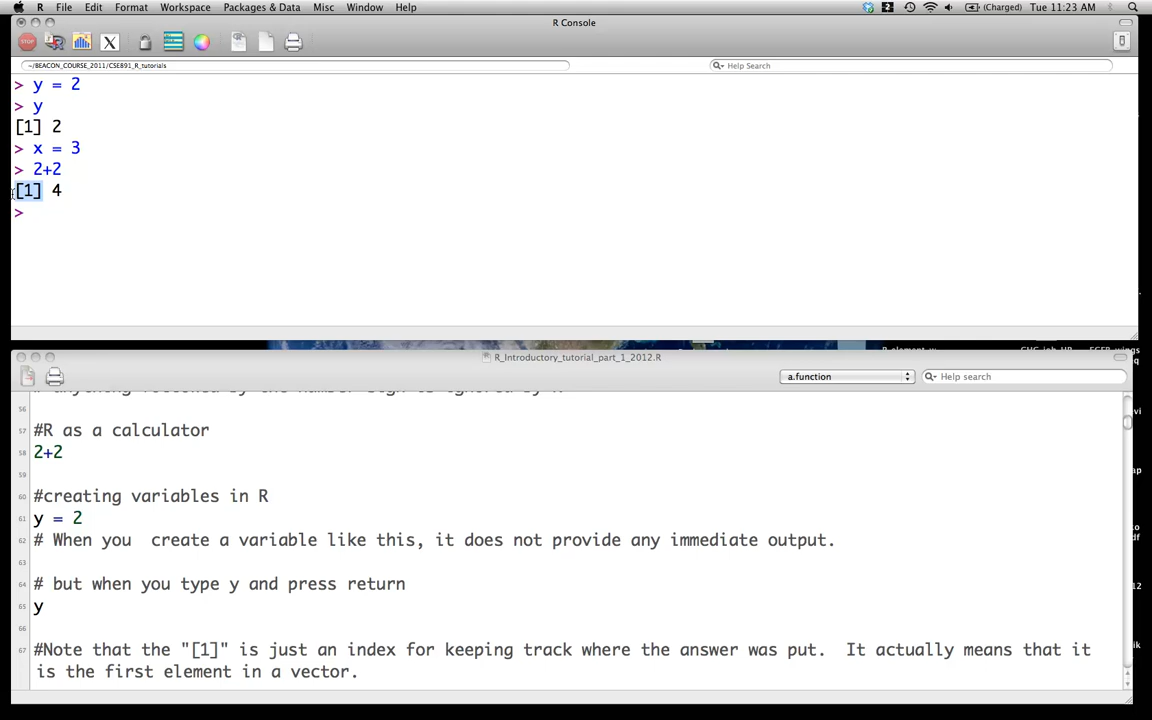 R File Edit Format Workspace Packages & Data Misc Window Help 2 (Charged) Tue 11:23 AM
R Console
STOP X
~/BEACON_COURSE_2011/CSE891_R_tutorials Help Search
> y = 2
> y
[1] 2
> x = 3
> 2+2
[1] 4
>
R_Introductory_tutorial_part_1_2012.R
a.function Help search
56
57 #R as a calculator
58 2+2
59
60 #creating variables in R
61 y = 2
62 # When you  create a variable like this, it does not provide any immediate output.
63
64 # but when you type y and press return
65 y
66
67 #Note that the "[1]" is just an index for keeping track where the answer was put.  It actually means that it
is the first element in a vector.